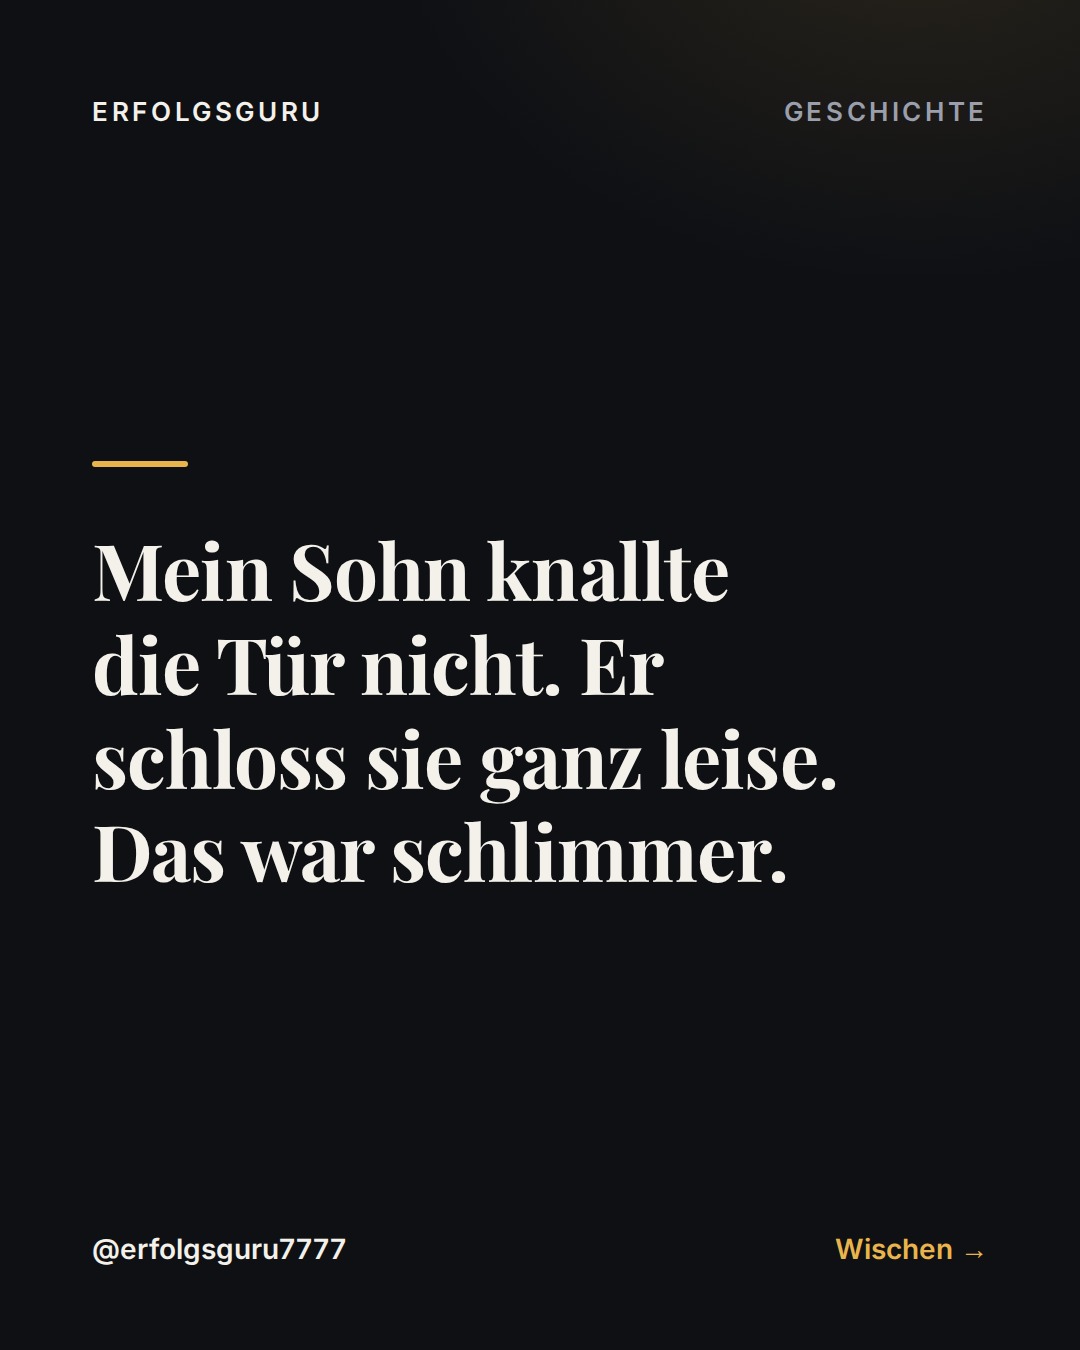 ERFOLGSGURU
GESCHICHTE
Mein Sohn knallte
die Tür nicht. Er
schloss sie ganz leise.
Das war schlimmer.
@erfolgsguru7777
Wischen →